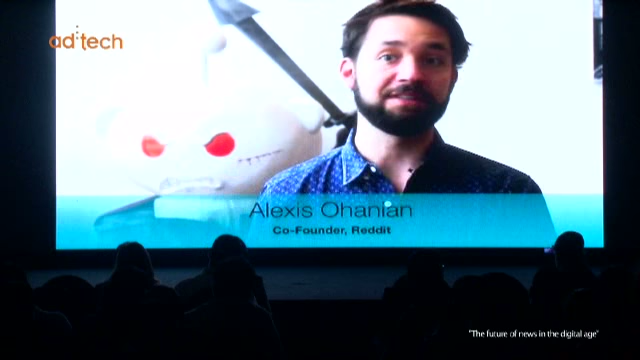 ad:tech
Alexis Ohanian
Co-Founder, Reddit
"The future of news in the digital age"